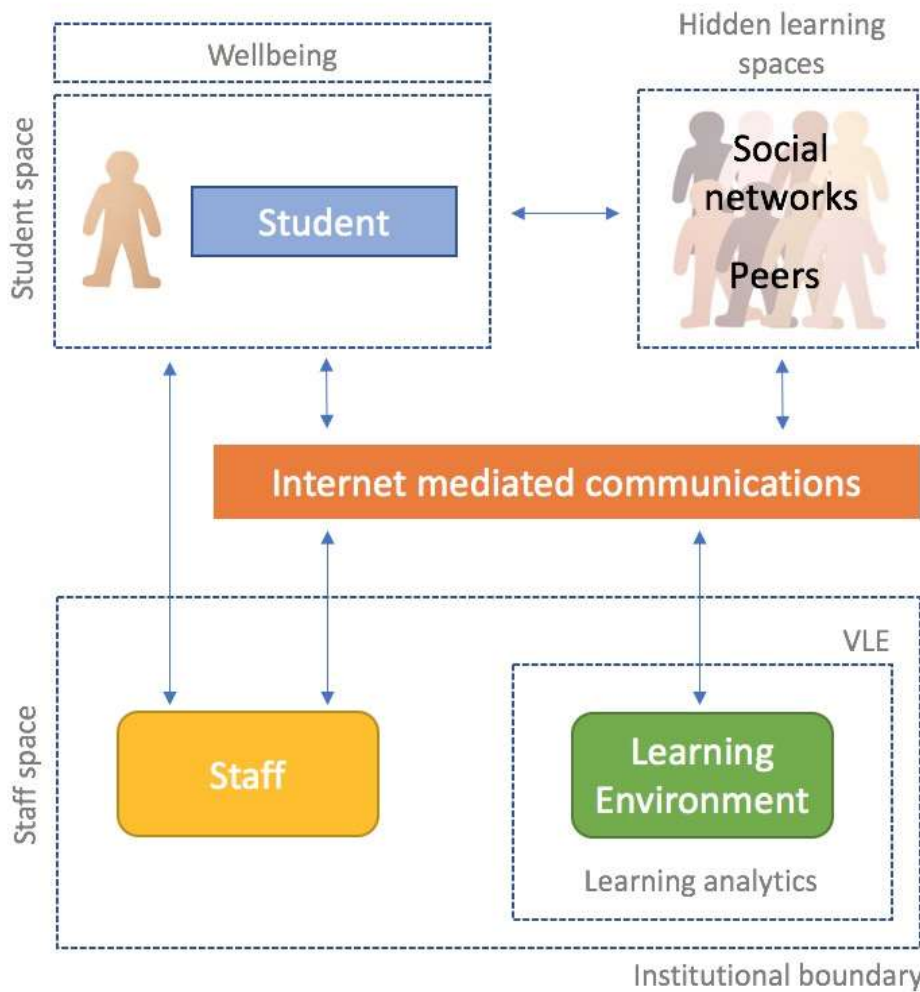 Wellbeing
Hidden learning
spaces
Student space
Student
Social
networks
Peers
Internet mediated communications
VLE
Staff space
Staff
Learning
Environment
Learning analytics
Institutional boundary